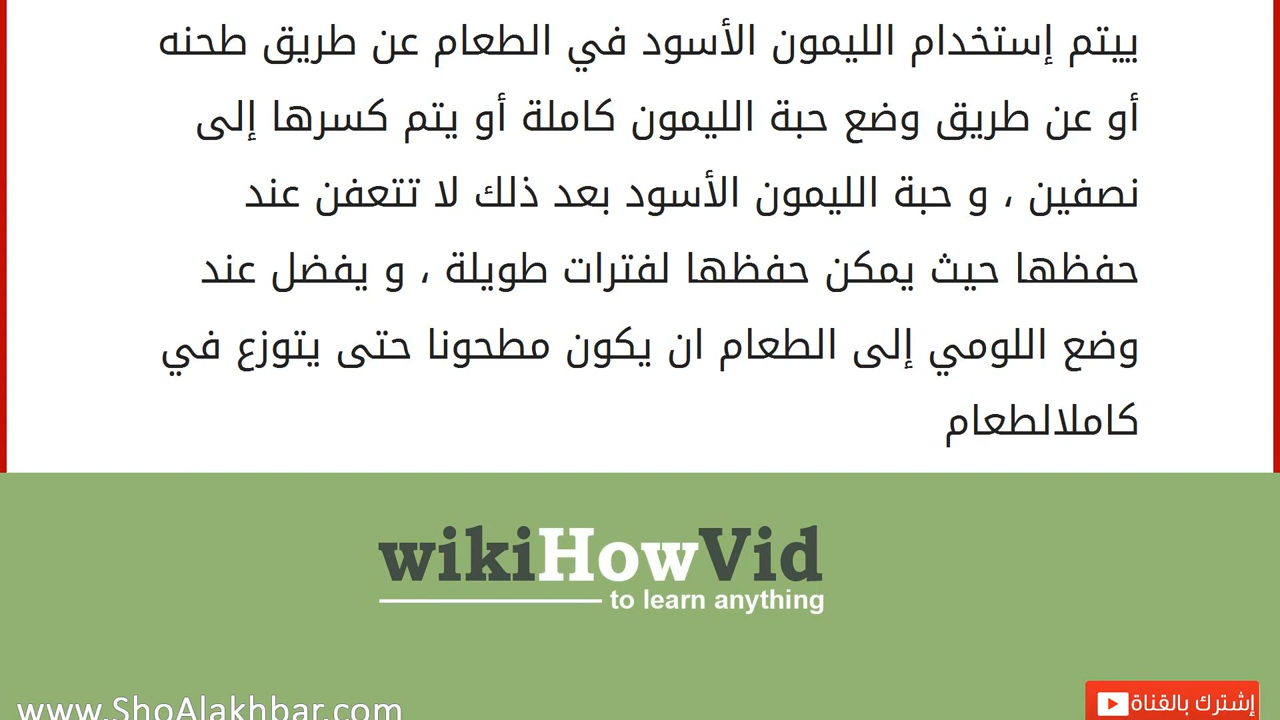 ييتم إستخدام الليمون الأسود في الطعام عن طريق طحنه
أو عن طريق وضع حبة الليمون كاملة أو يتم كسرها إلى
نصفين ، و حبة الليمون الأسود بعد ذلك لا تتعفن عند
حفظها حيث يمكن حفظها لفترات طويلة ، و يفضل عند
وضع اللومي إلى الطعام ان يكون مطحونا حتى يتوزع في
كاملالطعام
wikiHowVid
to learn anything
www.ShoAlakhbar.com
إشترك بالقناة